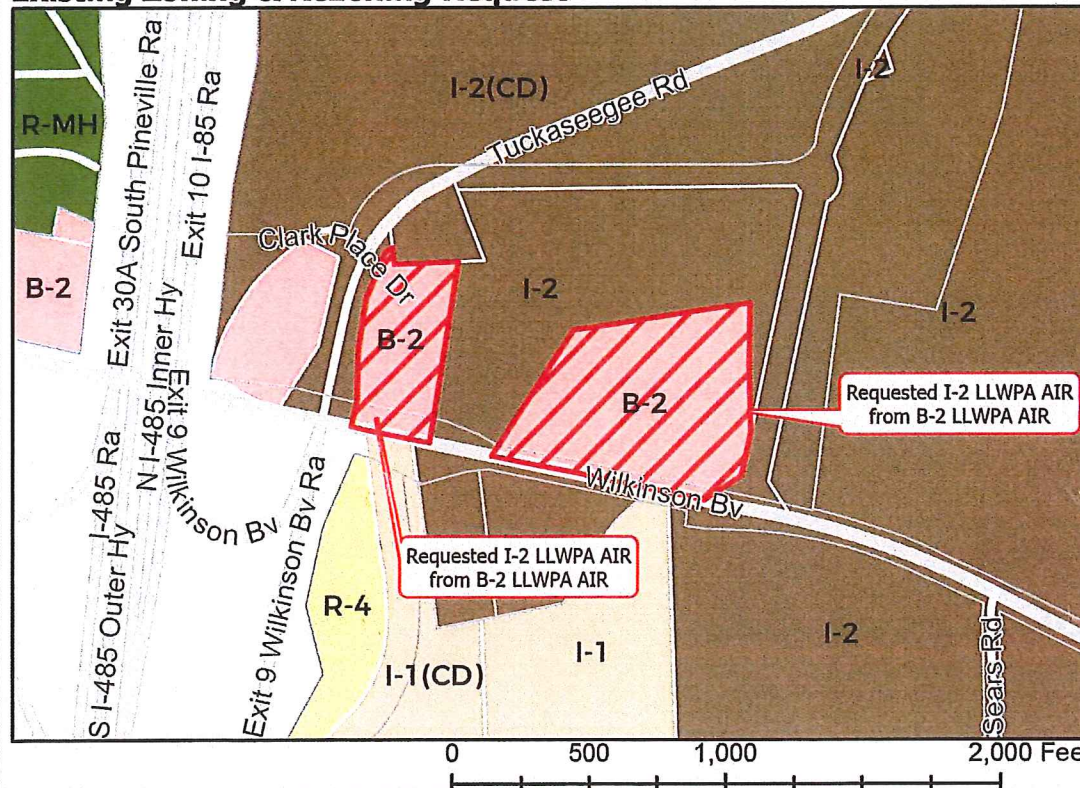 I-2(CD)
I-2
R-MH
Tuckaseegee Rd
Exit 30A South Pineville Ra
Exit 10 I-85 Ra
Clark Place Dr
B-2
I-2
B-2
I-2
B-2
Requested I-2 LLWPA AIR
from B-2 LLWPA AIR
N I-485 Inner Hy
Exit 9 Wilkinson Bv
I-485 Ra
Wilkinson Bv
Requested I-2 LLWPA AIR
from B-2 LLWPA AIR
S I-485 Outer Hy
Exit 9 Wilkinson Bv Ra
R-4
I-1(CD)
I-1
I-2
Sears Rd
0 500 1,000 2,000 Fee